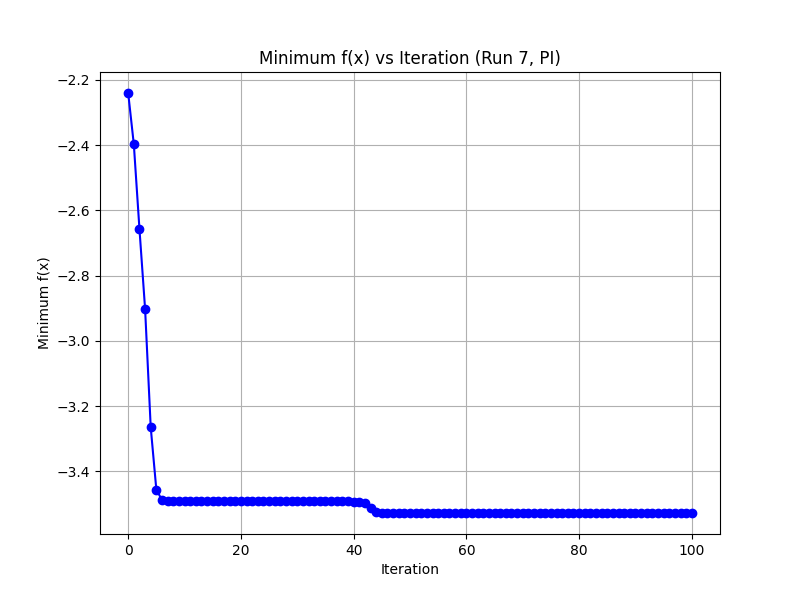 Minimum f(x) vs Iteration (Run 7, PI)
−2.2
−2.4
−2.6
−2.8
−3.0
−3.2
−3.4
Minimum f(x)
0 20 40 60 80 100
Iteration